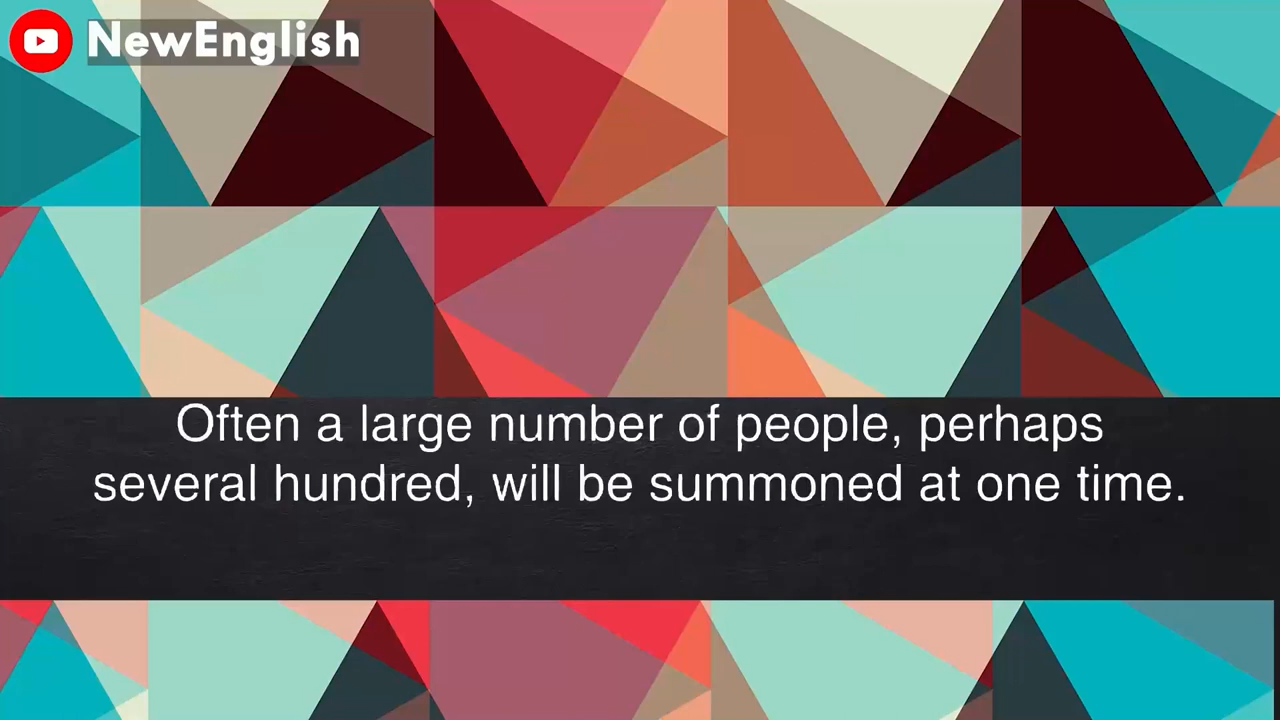 NewEnglish
Often a large number of people, perhaps
several hundred, will be summoned at one time.